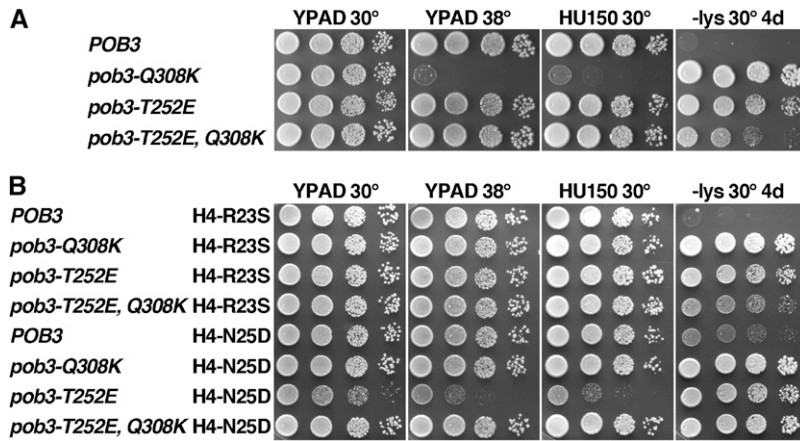 A
YPAD 30° YPAD 38° HU150 30° -lys 30° 4d
POB3
pob3-Q308K
pob3-T252E
pob3-T252E, Q308K
B
YPAD 30° YPAD 38° HU150 30° -lys 30° 4d
POB3 H4-R23S
pob3-Q308K H4-R23S
pob3-T252E H4-R23S
pob3-T252E, Q308K H4-R23S
POB3 H4-N25D
pob3-Q308K H4-N25D
pob3-T252E H4-N25D
pob3-T252E, Q308K H4-N25D